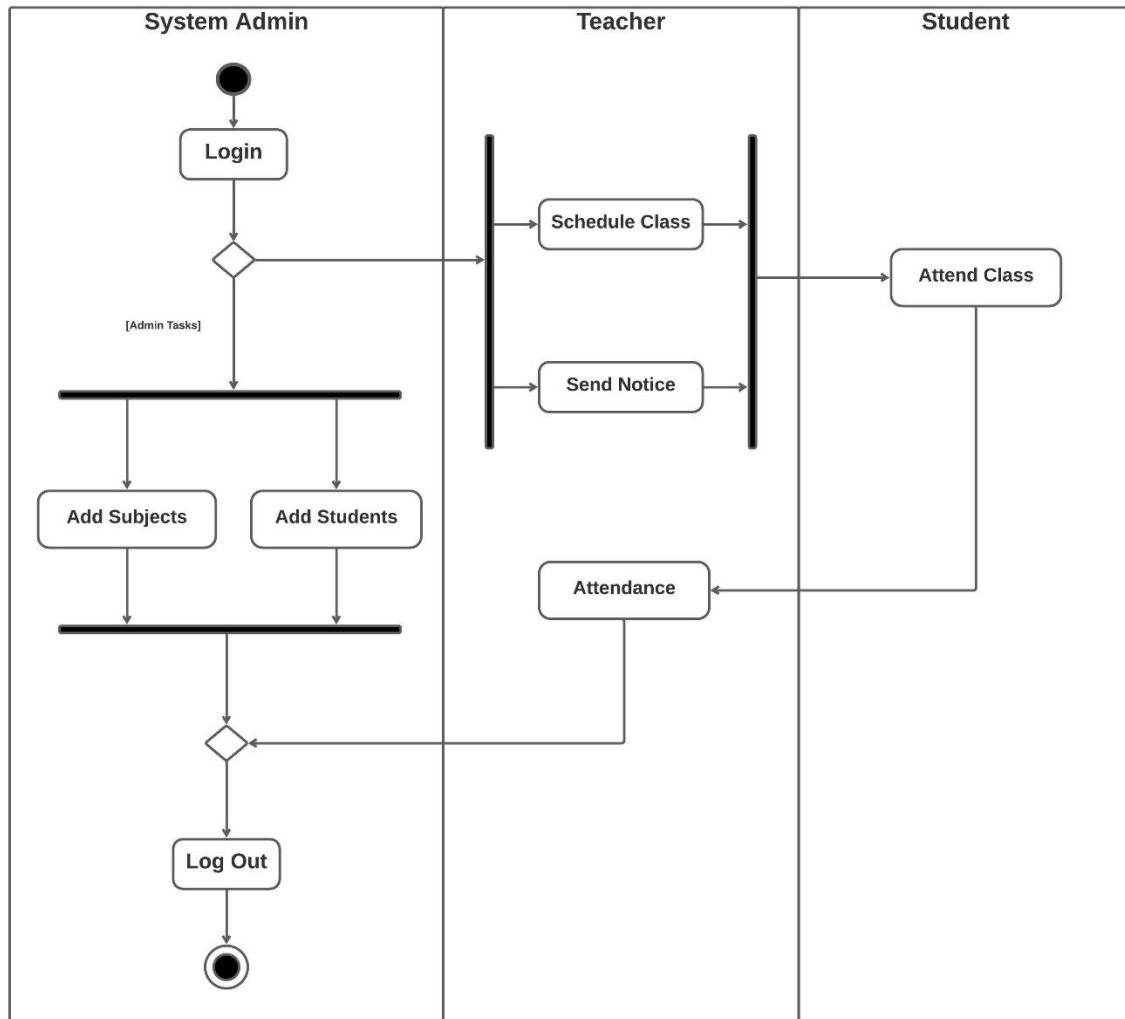 System Admin
Teacher
Student
Login
Schedule Class
Attend Class
[Admin Tasks]
Send Notice
Add Subjects
Add Students
Attendance
Log Out